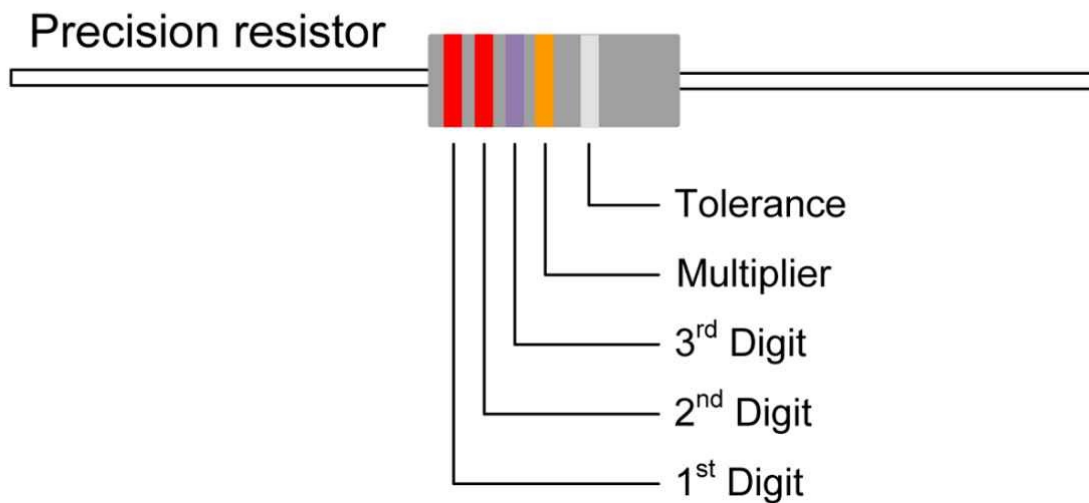 Precision resistor
Tolerance
Multiplier
3rd Digit
2nd Digit
1st Digit